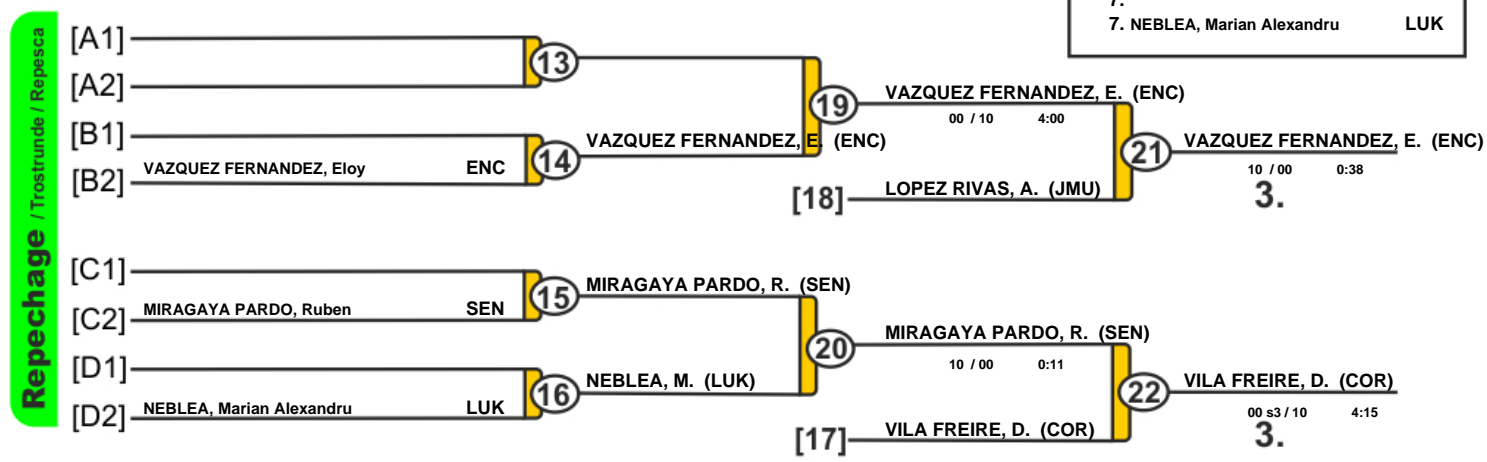 7.
7. NEBLEA, Marian Alexandru LUK
Repechage / Trostrunde / Repesca
[A1]
13
[A2]
19
VAZQUEZ FERNANDEZ, E. (ENC)
00 / 10 4:00
[B1]
14
VAZQUEZ FERNANDEZ, E. (ENC)
21
VAZQUEZ FERNANDEZ, E. (ENC)
10 / 00 0:38
3.
[B2] VAZQUEZ FERNANDEZ, Eloy ENC
[18] LOPEZ RIVAS, A. (JMU)
[C1]
15
MIRAGAYA PARDO, R. (SEN)
[C2] MIRAGAYA PARDO, Ruben SEN
20
MIRAGAYA PARDO, R. (SEN)
10 / 00 0:11
[D1]
16
NEBLEA, M. (LUK)
22
VILA FREIRE, D. (COR)
00 s3 / 10 4:15
3.
[D2] NEBLEA, Marian Alexandru LUK
[17] VILA FREIRE, D. (COR)